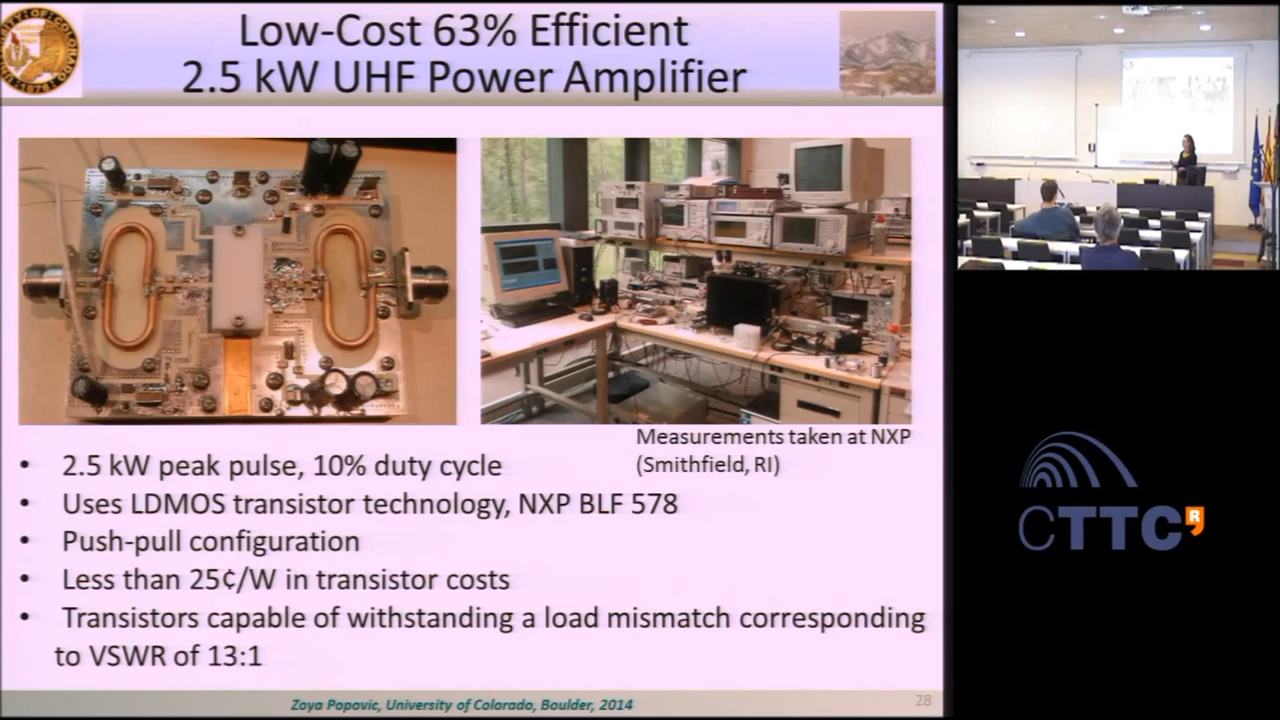 Low-Cost 63% Efficient
2.5 kW UHF Power Amplifier
Measurements taken at NXP
(Smithfield, RI)
• 2.5 kW peak pulse, 10% duty cycle
• Uses LDMOS transistor technology, NXP BLF 578
• Push-pull configuration
• Less than 25¢/W in transistor costs
• Transistors capable of withstanding a load mismatch corresponding
to VSWR of 13:1
Zoya Popovic, University of Colorado, Boulder, 2014
28
CTTC
R